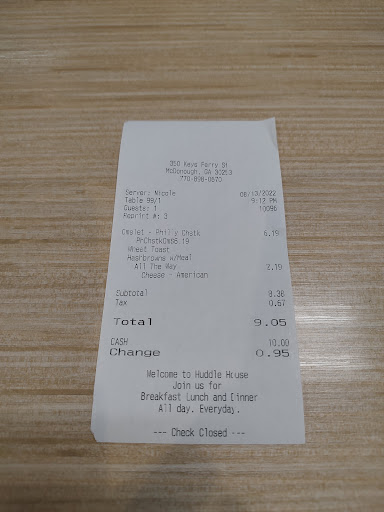 350 Keys Ferry St
McDonough, GA 30253
770-898-0570
Server: Nicole 06/13/2022
Table 99/1 9:12 PM
Guests: 1 10096
Reprint #: 3
Omelet - Philly Chstk 6.19
PrChstkOm@6.19
Wheat Toast
Hashbrowns w/Meal
All The Way 2.19
Cheese - American
Subtotal 8.38
Tax 0.67
Total 9.05
CASH 10.00
Change 0.95
Welcome to Huddle House
Join us for
Breakfast Lunch and Dinner
All day. Everyday.
--- Check Closed ---